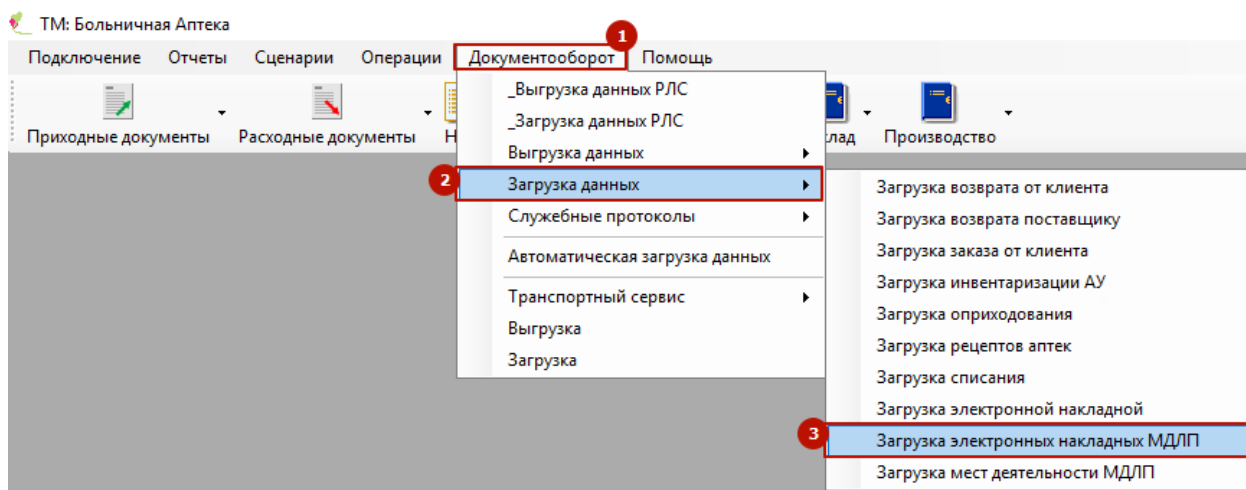 ТМ: Больничная Аптека
1
Подключение Отчеты Сценарии Операции Документооборот Помощь
_Выгрузка данных РЛС
_Загрузка данных РЛС
Приходные документы Расходные документы Производство
Выгрузка данных
2
Загрузка данных
Служебные протоколы
Автоматическая загрузка данных
Транспортный сервис
Выгрузка
Загрузка
Загрузка возврата от клиента
Загрузка возврата поставщику
Загрузка заказа от клиента
Загрузка инвентаризации АУ
Загрузка оприходования
Загрузка рецептов аптек
Загрузка списания
Загрузка электронной накладной
3
Загрузка электронных накладных МДЛП
Загрузка мест деятельности МДЛП